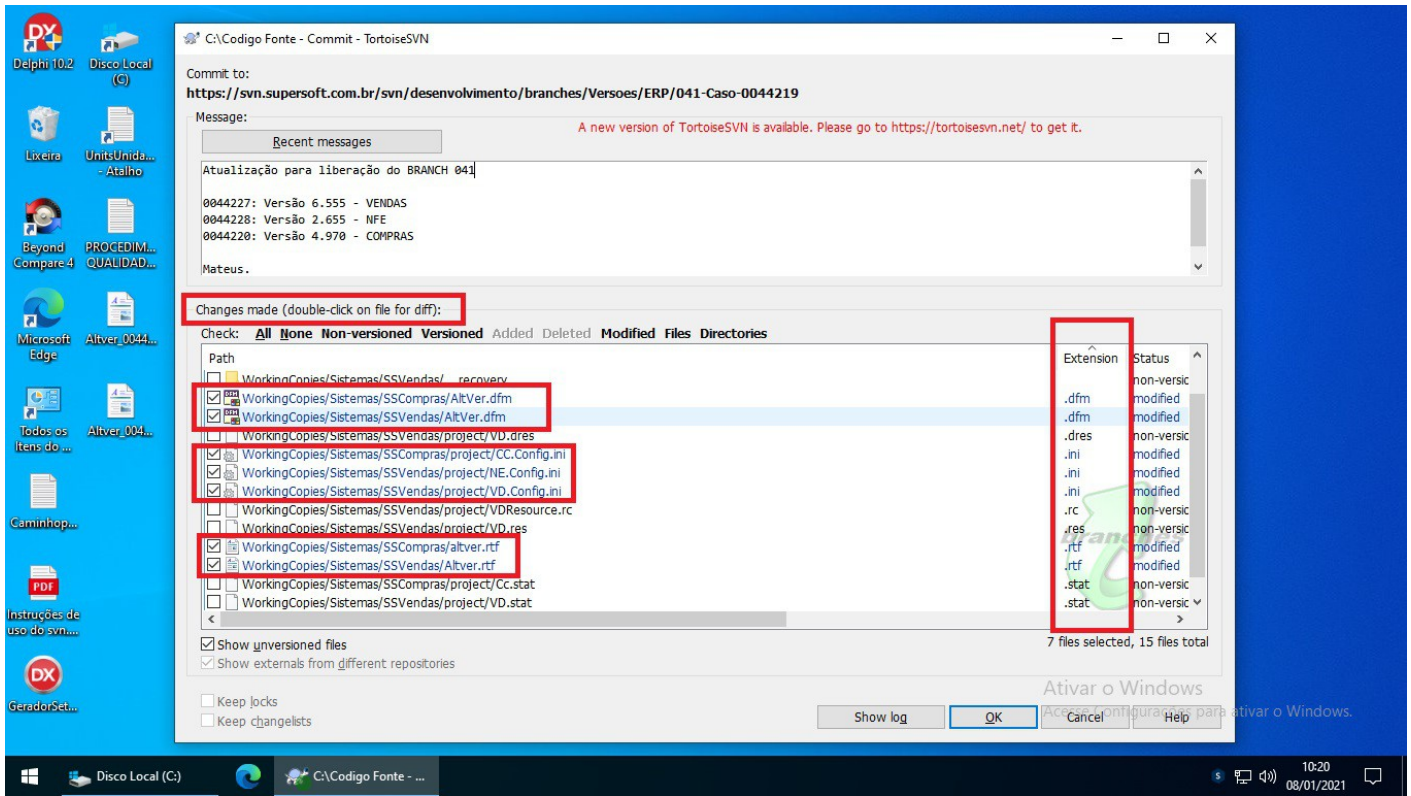 Delphi 10.2
Disco Local
(C)
Lixeira
UnitsUnida...
- Atalho
Beyond
Compare 4
PROCEDIM...
QUALIDAD...
Microsoft
Edge
Altver_0044...
Todos os
itens do ...
Altver_004...
Caminhop...
PDF
Instruções de
uso do svn....
DX
GeradorSet...
C:\Codigo Fonte - Commit - TortoiseSVN
Commit to:
https://svn.supersoft.com.br/svn/desenvolvimento/branches/Versoes/ERP/041-Caso-0044219
Message:
A new version of TortoiseSVN is available. Please go to https://tortoisesvn.net/ to get it.
Recent messages
Atualização para liberação do BRANCH 041
0044227: Versão 6.555 - VENDAS
0044228: Versão 2.655 - NFE
0044220: Versão 4.970 - COMPRAS
Mateus.
Changes made (double-click on file for diff):
Check: All None Non-versioned Versioned Added Deleted Modified Files Directories
Path Extension Status
WorkingCopies/Sistemas/SSVendas/__recovery non-versic
WorkingCopies/Sistemas/SSCompras/AltVer.dfm .dfm modified
WorkingCopies/Sistemas/SSVendas/AltVer.dfm .dfm modified
WorkingCopies/Sistemas/SSVendas/project/VD.dres .dres non-versic
WorkingCopies/Sistemas/SSCompras/project/CC.Config.ini .ini modified
WorkingCopies/Sistemas/SSVendas/project/NE.Config.ini .ini modified
WorkingCopies/Sistemas/SSVendas/project/VD.Config.ini .ini modified
WorkingCopies/Sistemas/SSVendas/project/VDResource.rc .rc non-versic
WorkingCopies/Sistemas/SSVendas/project/VD.res .res non-versic
WorkingCopies/Sistemas/SSCompras/altver.rtf .rtf modified
WorkingCopies/Sistemas/SSVendas/Altver.rtf .rtf modified
WorkingCopies/Sistemas/SSCompras/project/Cc.stat .stat non-versic
WorkingCopies/Sistemas/SSVendas/project/VD.stat .stat non-versic
branches
Show unversioned files
7 files selected, 15 files total
Show externals from different repositories
Keep locks
Keep changelists
Show log
OK
Cancel
Help
Ativar o Windows
Acesse Configurações para ativar o Windows.
Disco Local (C:)
C:\Codigo Fonte - ...
10:20
08/01/2021